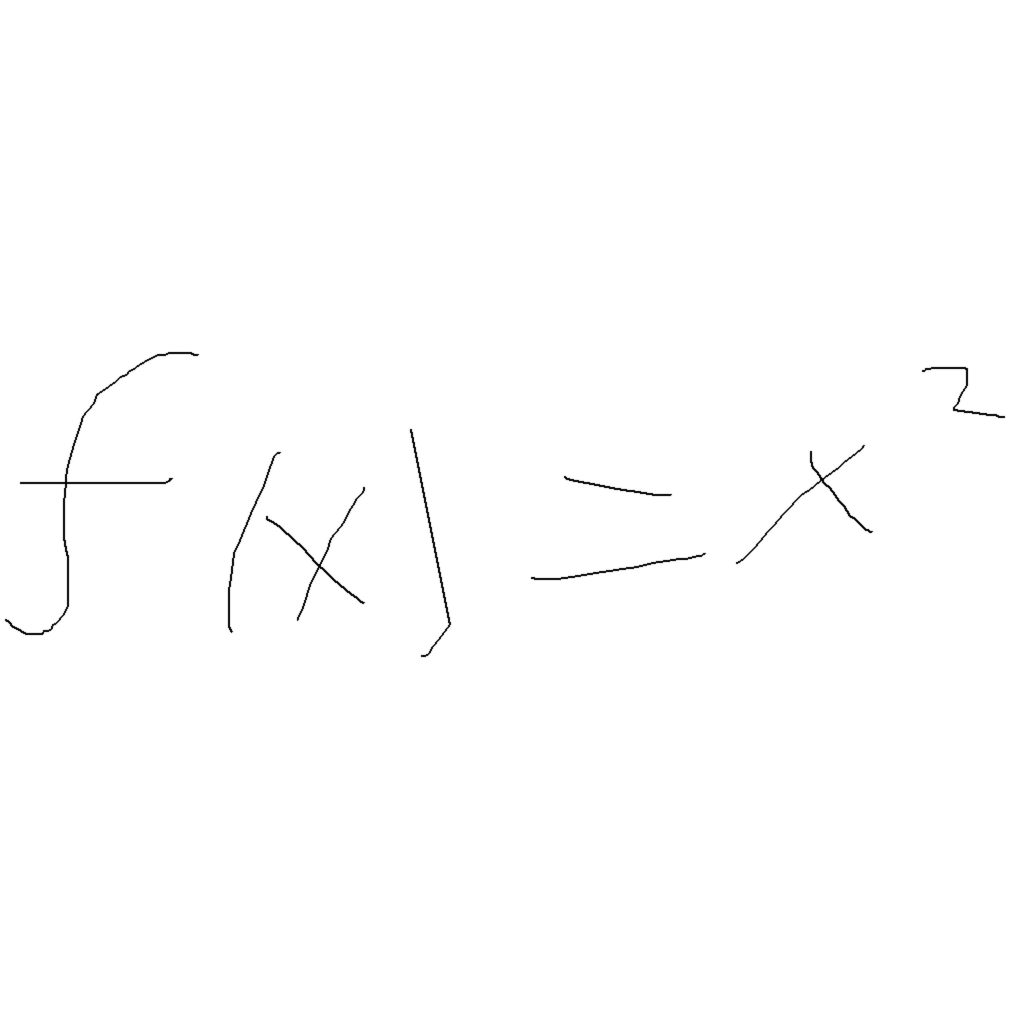 f(x) = x²